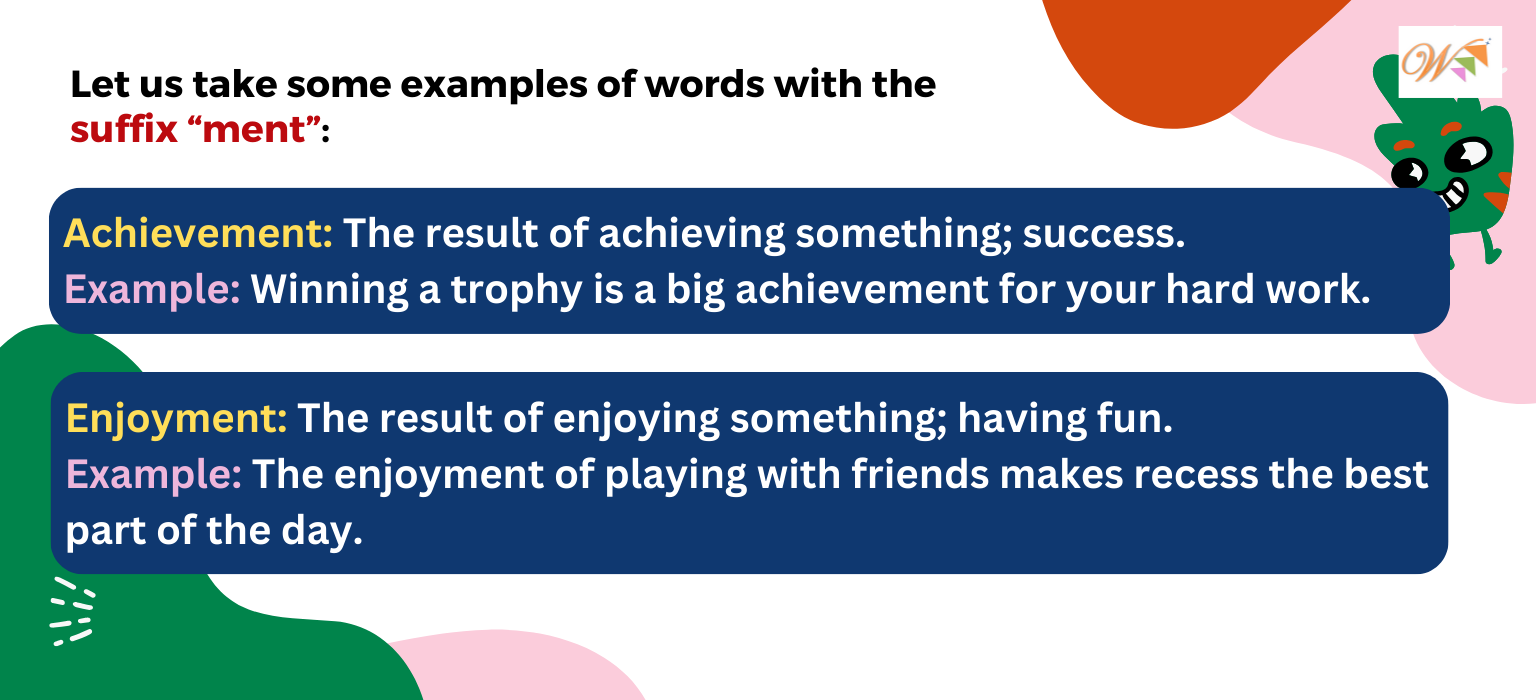 Let us take some examples of words with the
suffix “ment”:
Achievement: The result of achieving something; success.
Example: Winning a trophy is a big achievement for your hard work.
Enjoyment: The result of enjoying something; having fun.
Example: The enjoyment of playing with friends makes recess the best
part of the day.
W